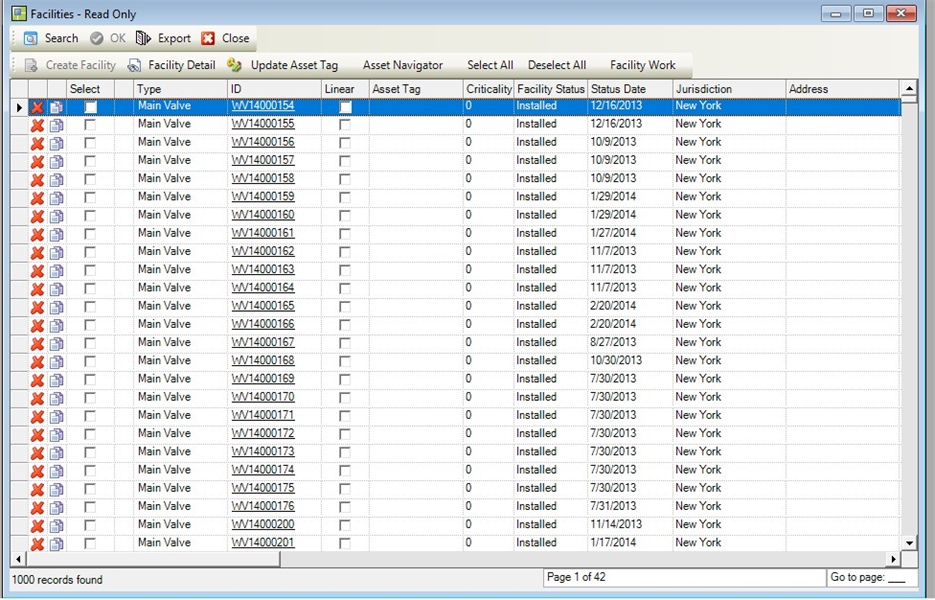 Facilities - Read Only
Search OK Export Close
Create Facility Facility Detail Update Asset Tag Asset Navigator Select All Deselect All Facility Work
Select Type ID Linear Asset Tag Criticality Facility Status Status Date Jurisdiction Address
Main Valve WV14000154 0 Installed 12/16/2013 New York
Main Valve WV14000155 0 Installed 12/16/2013 New York
Main Valve WV14000156 0 Installed 10/9/2013 New York
Main Valve WV14000157 0 Installed 10/9/2013 New York
Main Valve WV14000158 0 Installed 10/9/2013 New York
Main Valve WV14000159 0 Installed 1/29/2014 New York
Main Valve WV14000160 0 Installed 1/29/2014 New York
Main Valve WV14000161 0 Installed 1/27/2014 New York
Main Valve WV14000162 0 Installed 11/7/2013 New York
Main Valve WV14000163 0 Installed 11/7/2013 New York
Main Valve WV14000164 0 Installed 11/7/2013 New York
Main Valve WV14000165 0 Installed 2/20/2014 New York
Main Valve WV14000166 0 Installed 2/20/2014 New York
Main Valve WV14000167 0 Installed 8/27/2013 New York
Main Valve WV14000168 0 Installed 10/30/2013 New York
Main Valve WV14000169 0 Installed 7/30/2013 New York
Main Valve WV14000170 0 Installed 7/30/2013 New York
Main Valve WV14000171 0 Installed 7/30/2013 New York
Main Valve WV14000172 0 Installed 7/30/2013 New York
Main Valve WV14000173 0 Installed 7/30/2013 New York
Main Valve WV14000174 0 Installed 7/30/2013 New York
Main Valve WV14000175 0 Installed 7/30/2013 New York
Main Valve WV14000176 0 Installed 7/31/2013 New York
Main Valve WV14000200 0 Installed 11/14/2013 New York
Main Valve WV14000201 0 Installed 1/17/2014 New York
1000 records found Page 1 of 42 Go to page: ___